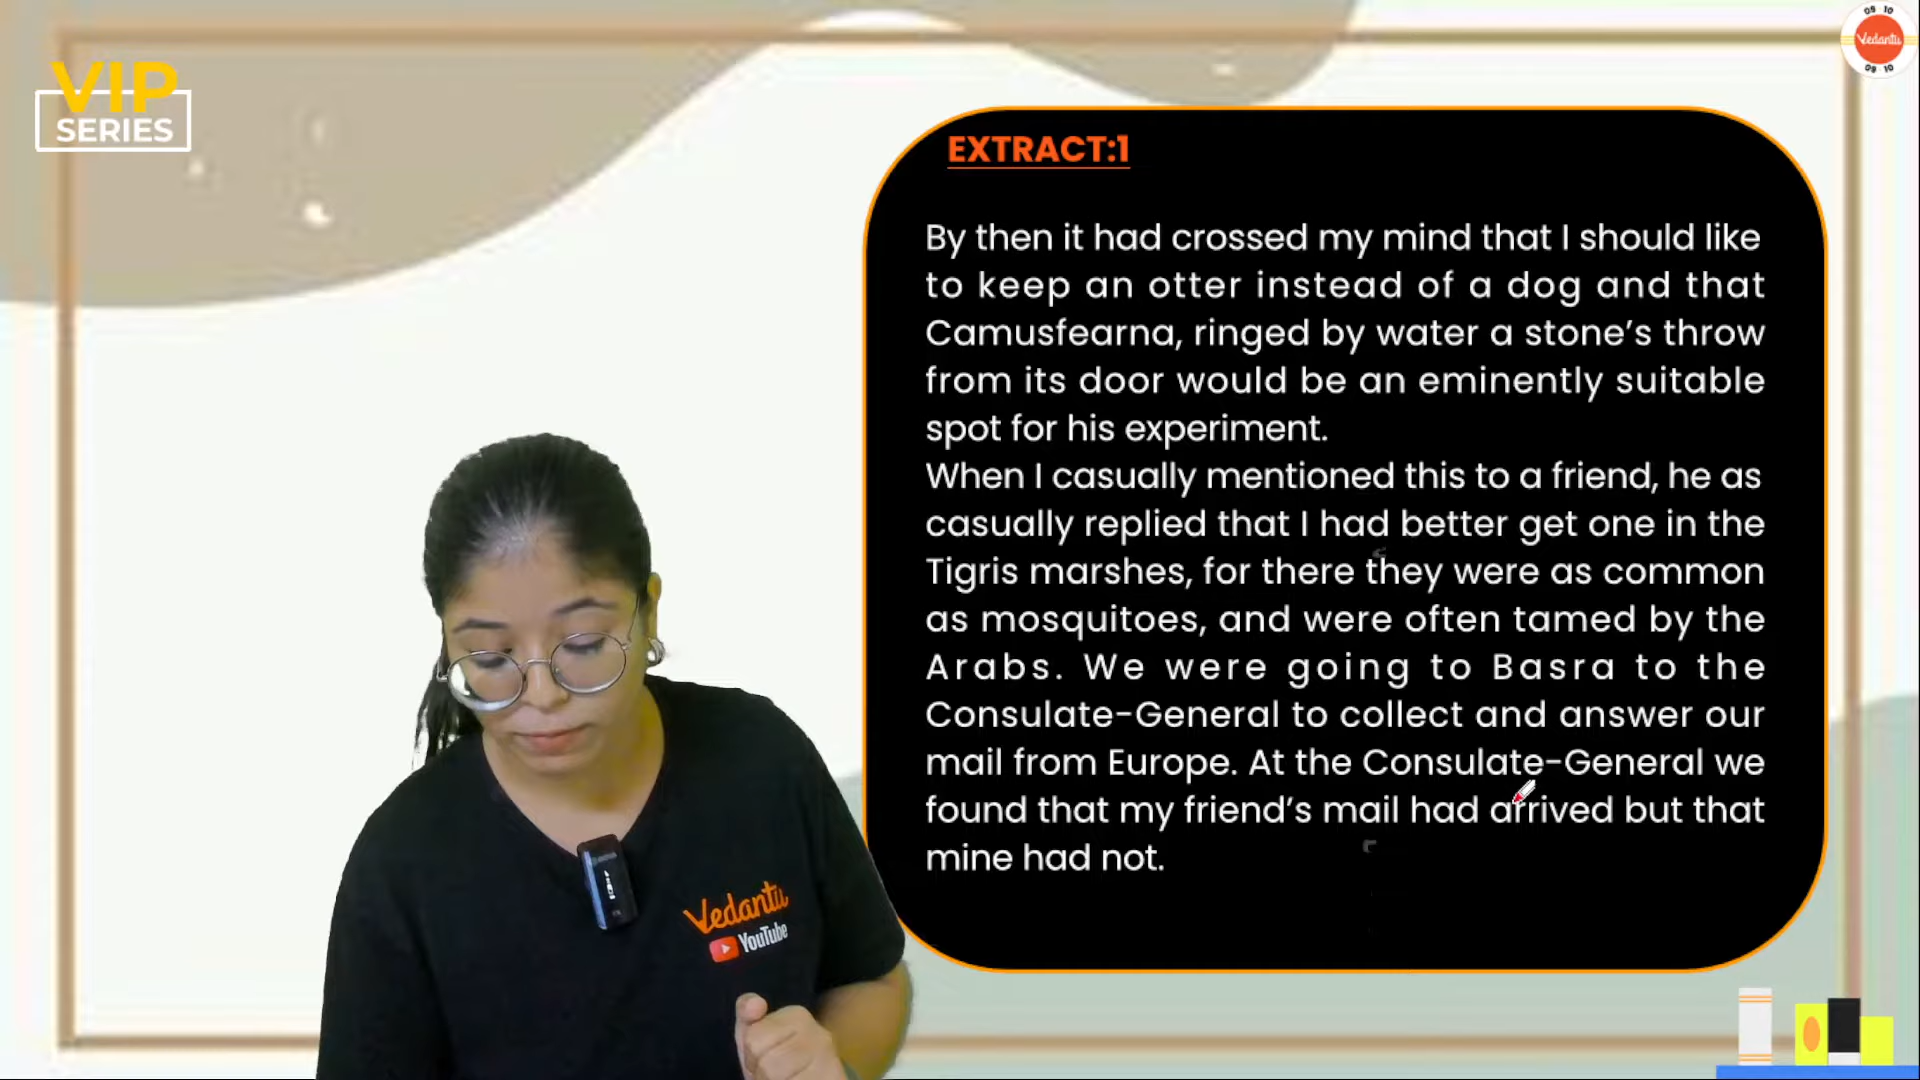 VIP
SERIES
09 10
Vedantu
09 10
EXTRACT:1
By then it had crossed my mind that I should like
to keep an otter instead of a dog and that
Camusfearna, ringed by water a stone's throw
from its door would be an eminently suitable
spot for his experiment.
When I casually mentioned this to a friend, he as
casually replied that I had better get one in the
Tigris marshes, for there they were as common
as mosquitoes, and were often tamed by the
Arabs. We were going to Basra to the
Consulate-General to collect and answer our
mail from Europe. At the Consulate-General we
found that my friend's mail had arrived but that
mine had not.
Vedantu
YouTube